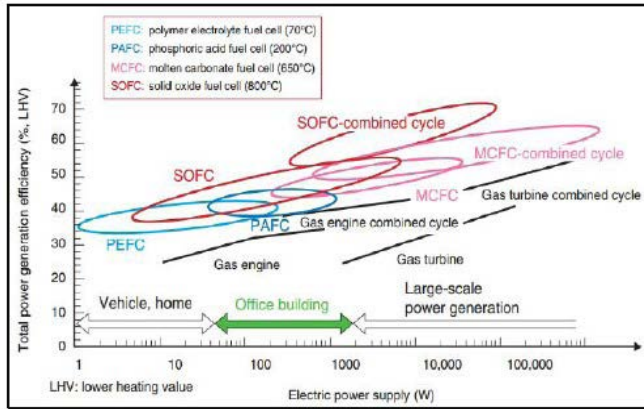 PEFC: polymer electrolyte fuel cell (70°C)
PAFC: phosphoric acid fuel cell (200°C)
MCFC: molten carbonate fuel cell (650°C)
SOFC: solid oxide fuel cell (800°C)
Total power generation efficiency (%, LHV)
70
60
50
40
30
20
10
0
SOFC-combined cycle
MCFC-combined cycle
SOFC
MCFC
Gas turbine combined cycle
PAFC
Gas engine combined cycle
PEFC
Gas engine
Gas turbine
Vehicle, home
Office building
Large-scale
power generation
1
10
100
1000
10,000
100,000
LHV: lower heating value
Electric power supply (W)